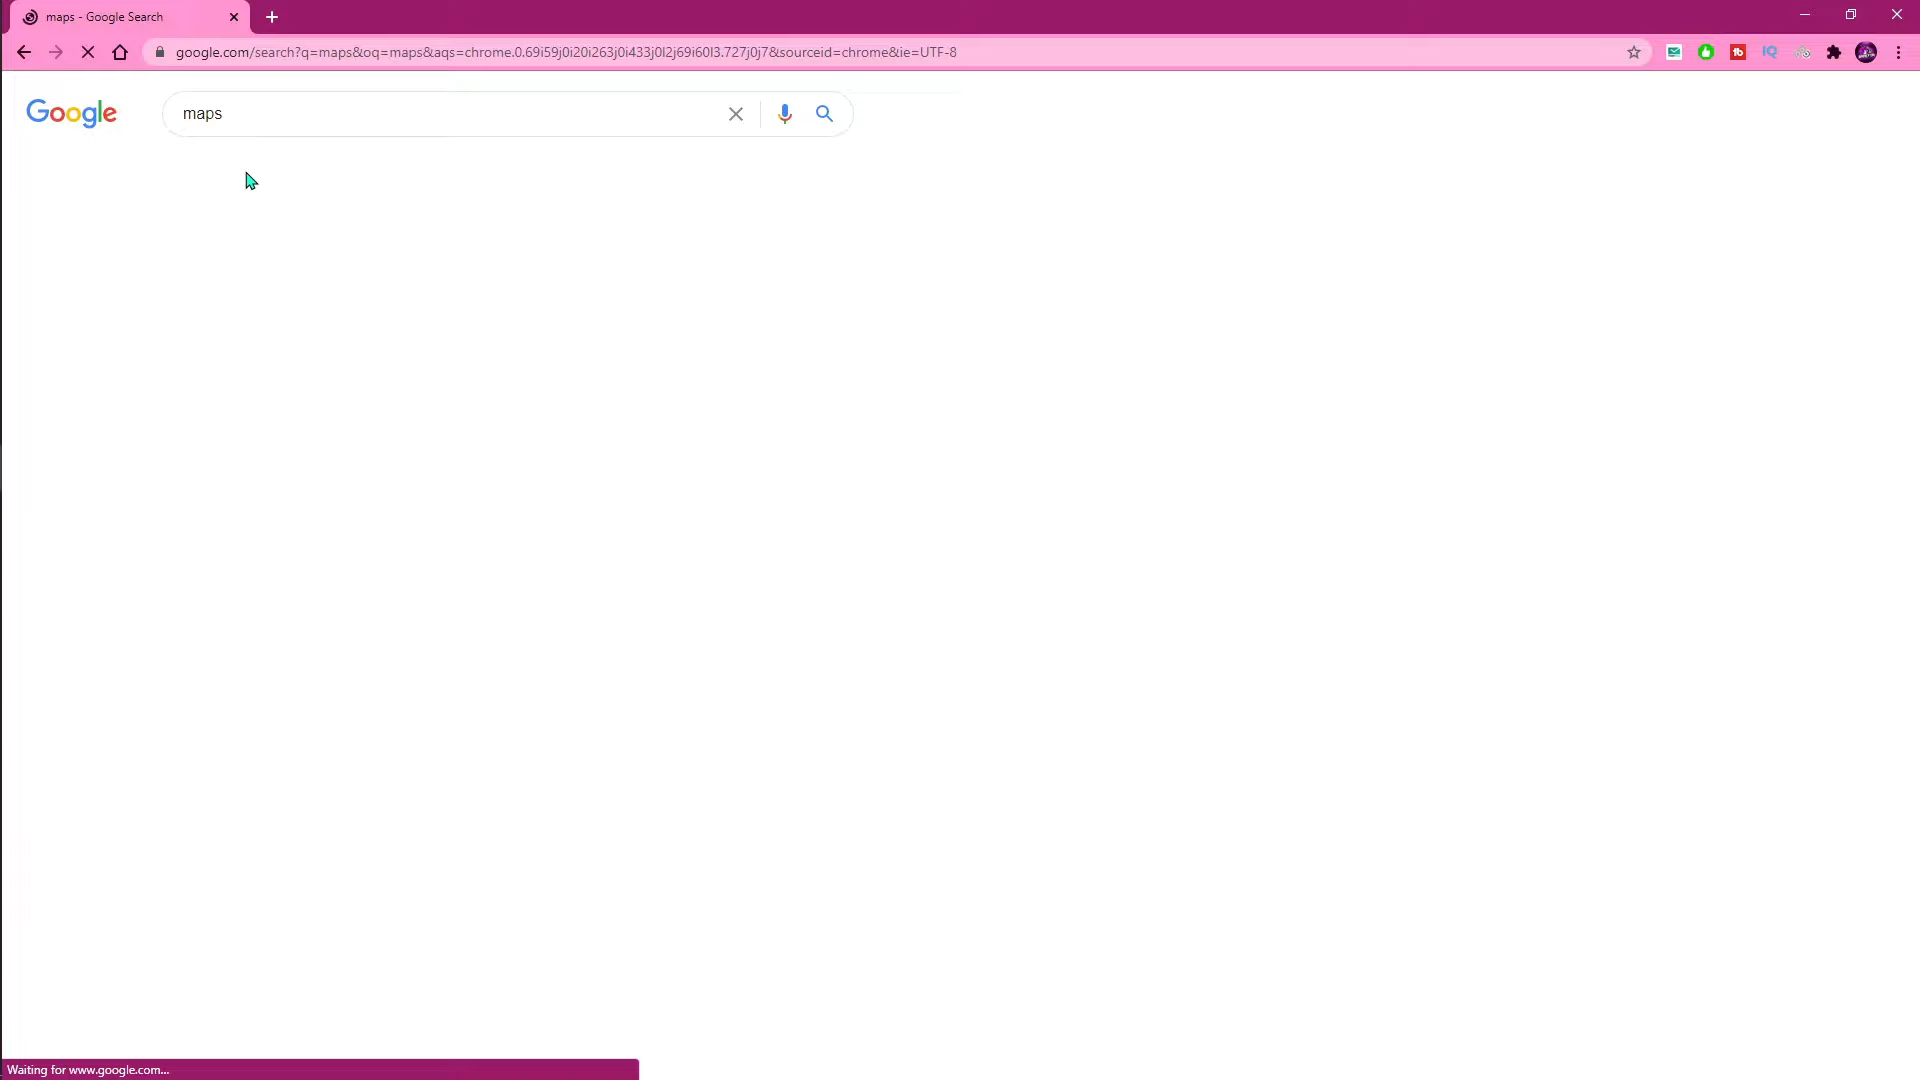 maps - Google Search
google.com/search?q=maps&oq=maps&aqs=chrome.0.69i59j0i20i263j0i433j0l2j69i60l3.727j0j7&sourceid=chrome&ie=UTF-8
IQ
Google
maps
Waiting for www.google.com...